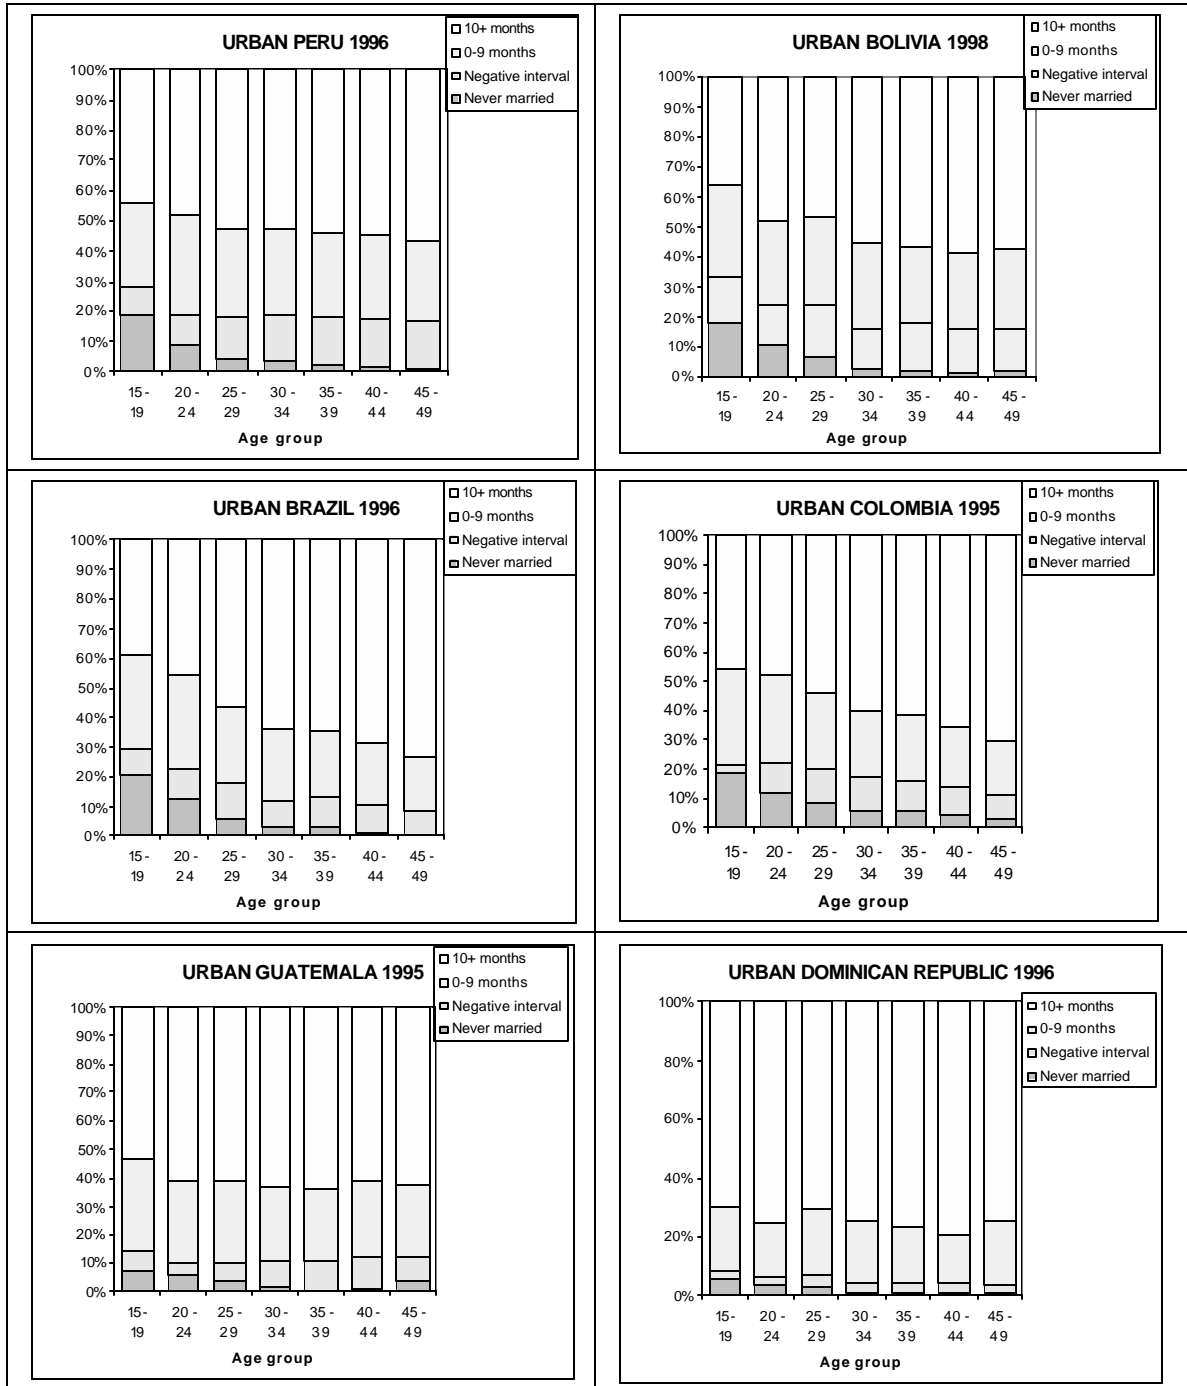 URBAN PERU 1996
10+ months
0-9 months
Negative interval
Never married
100%
90%
80%
70%
60%
50%
40%
30%
20%
10%
0%
15- 20- 25- 30- 35- 40- 45-
19 24 29 34 39 44 49
Age group
URBAN BOLIVIA 1998
10+ months
0-9 months
Negative interval
Never married
100%
90%
80%
70%
60%
50%
40%
30%
20%
10%
0%
15- 20- 25- 30- 35- 40- 45-
19 24 29 34 39 44 49
Age group
URBAN BRAZIL 1996
10+ months
0-9 months
Negative interval
Never married
100%
90%
80%
70%
60%
50%
40%
30%
20%
10%
0%
15- 20- 25- 30- 35- 40- 45-
19 24 29 34 39 44 49
Age group
URBAN COLOMBIA 1995
10+ months
0-9 months
Negative interval
Never married
100%
90%
80%
70%
60%
50%
40%
30%
20%
10%
0%
15- 20- 25- 30- 35- 40- 45-
19 24 29 34 39 44 49
Age group
URBAN GUATEMALA 1995
10+ months
0-9 months
Negative interval
Never married
100%
90%
80%
70%
60%
50%
40%
30%
20%
10%
0%
15- 20- 25- 30- 35- 40- 45-
19 24 29 34 39 44 49
Age group
URBAN DOMINICAN REPUBLIC 1996
10+ months
0-9 months
Negative interval
Never married
100%
80%
60%
40%
20%
0%
15- 20- 25- 30- 35- 40- 45-
19 24 29 34 39 44 49
Age group